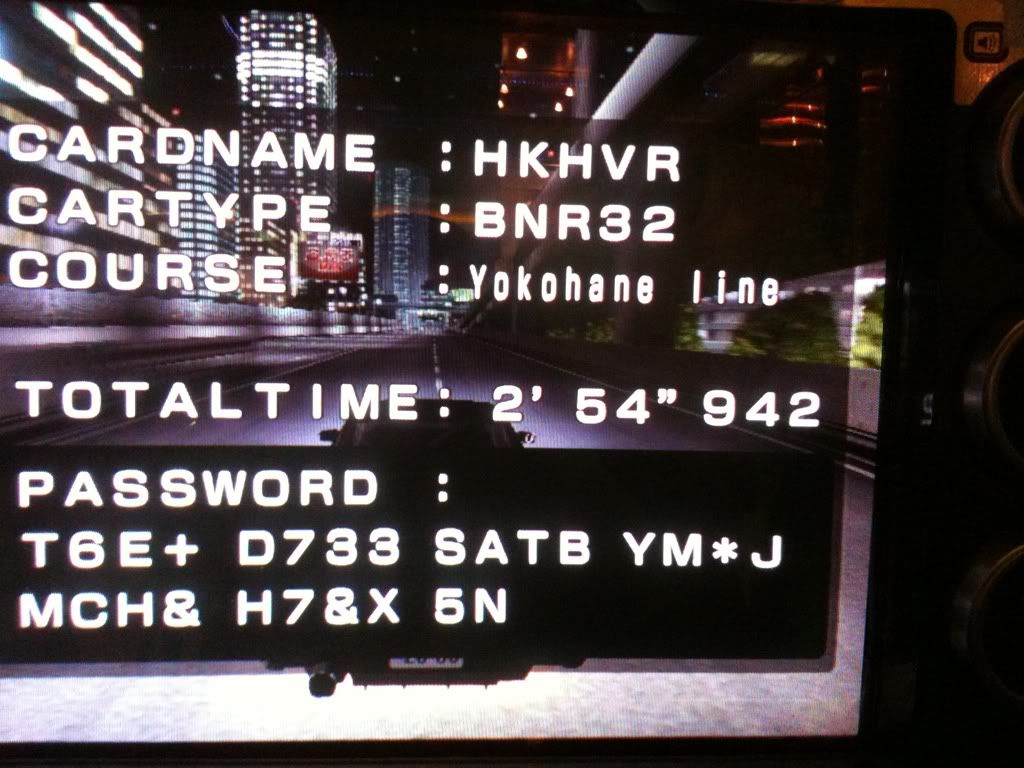 CARDNAME : HKHVR
CARTYPE : BNR32
COURSE : Yokohane line
TOTALTIME: 2' 54" 942
PASSWORD :
T6E+ D733 SATB YM*J
MCH& H7&X 5N